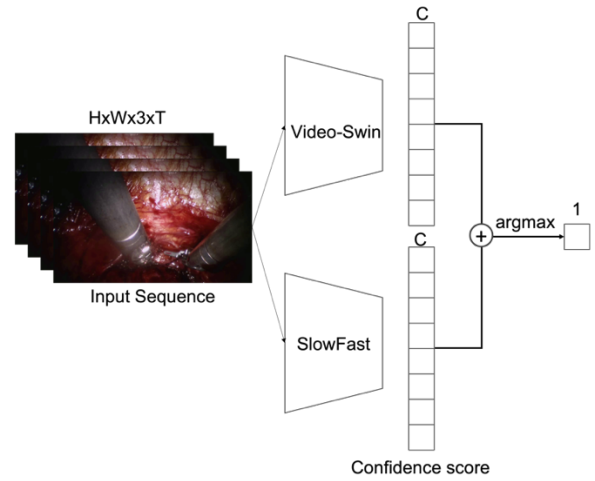 C
HxWx3xT
Video-Swin
Input Sequence
C
+
argmax
1
SlowFast
Confidence score